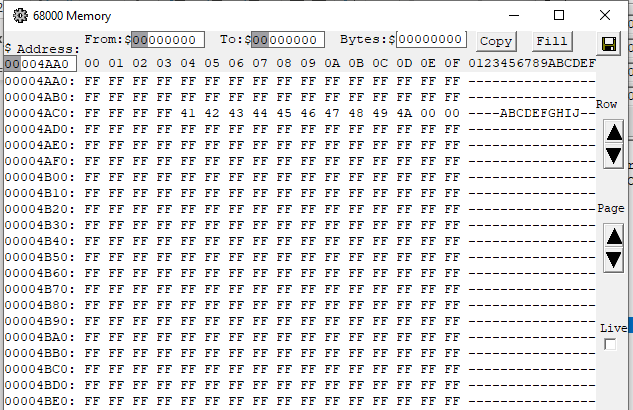 68000 Memory
From:$00000000 To:$00000000 Bytes:$00000000 Copy Fill
$ Address:
00004AA0 00 01 02 03 04 05 06 07 08 09 0A 0B 0C 0D 0E 0F 0123456789ABCDEF
00004AA0: FF FF FF FF FF FF FF FF FF FF FF FF FF FF FF FF ----------------
00004AB0: FF FF FF FF FF FF FF FF FF FF FF FF FF FF FF FF ----------------
00004AC0: FF FF FF FF 41 42 43 44 45 46 47 48 49 4A 00 00 ----ABCDEFGHIJ-- Row
00004AD0: FF FF FF FF FF FF FF FF FF FF FF FF FF FF FF FF ----------------
00004AE0: FF FF FF FF FF FF FF FF FF FF FF FF FF FF FF FF ----------------
00004AF0: FF FF FF FF FF FF FF FF FF FF FF FF FF FF FF FF ----------------
00004B00: FF FF FF FF FF FF FF FF FF FF FF FF FF FF FF FF ----------------
00004B10: FF FF FF FF FF FF FF FF FF FF FF FF FF FF FF FF ----------------
00004B20: FF FF FF FF FF FF FF FF FF FF FF FF FF FF FF FF ---------------- Page
00004B30: FF FF FF FF FF FF FF FF FF FF FF FF FF FF FF FF ----------------
00004B40: FF FF FF FF FF FF FF FF FF FF FF FF FF FF FF FF ----------------
00004B50: FF FF FF FF FF FF FF FF FF FF FF FF FF FF FF FF ----------------
00004B60: FF FF FF FF FF FF FF FF FF FF FF FF FF FF FF FF ----------------
00004B70: FF FF FF FF FF FF FF FF FF FF FF FF FF FF FF FF ----------------
00004B80: FF FF FF FF FF FF FF FF FF FF FF FF FF FF FF FF ----------------
00004B90: FF FF FF FF FF FF FF FF FF FF FF FF FF FF FF FF ----------------
00004BA0: FF FF FF FF FF FF FF FF FF FF FF FF FF FF FF FF ---------------- Live
00004BB0: FF FF FF FF FF FF FF FF FF FF FF FF FF FF FF FF ----------------
00004BC0: FF FF FF FF FF FF FF FF FF FF FF FF FF FF FF FF ----------------
00004BD0: FF FF FF FF FF FF FF FF FF FF FF FF FF FF FF FF ----------------
00004BE0: FF FF FF FF FF FF FF FF FF FF FF FF FF FF FF FF ----------------